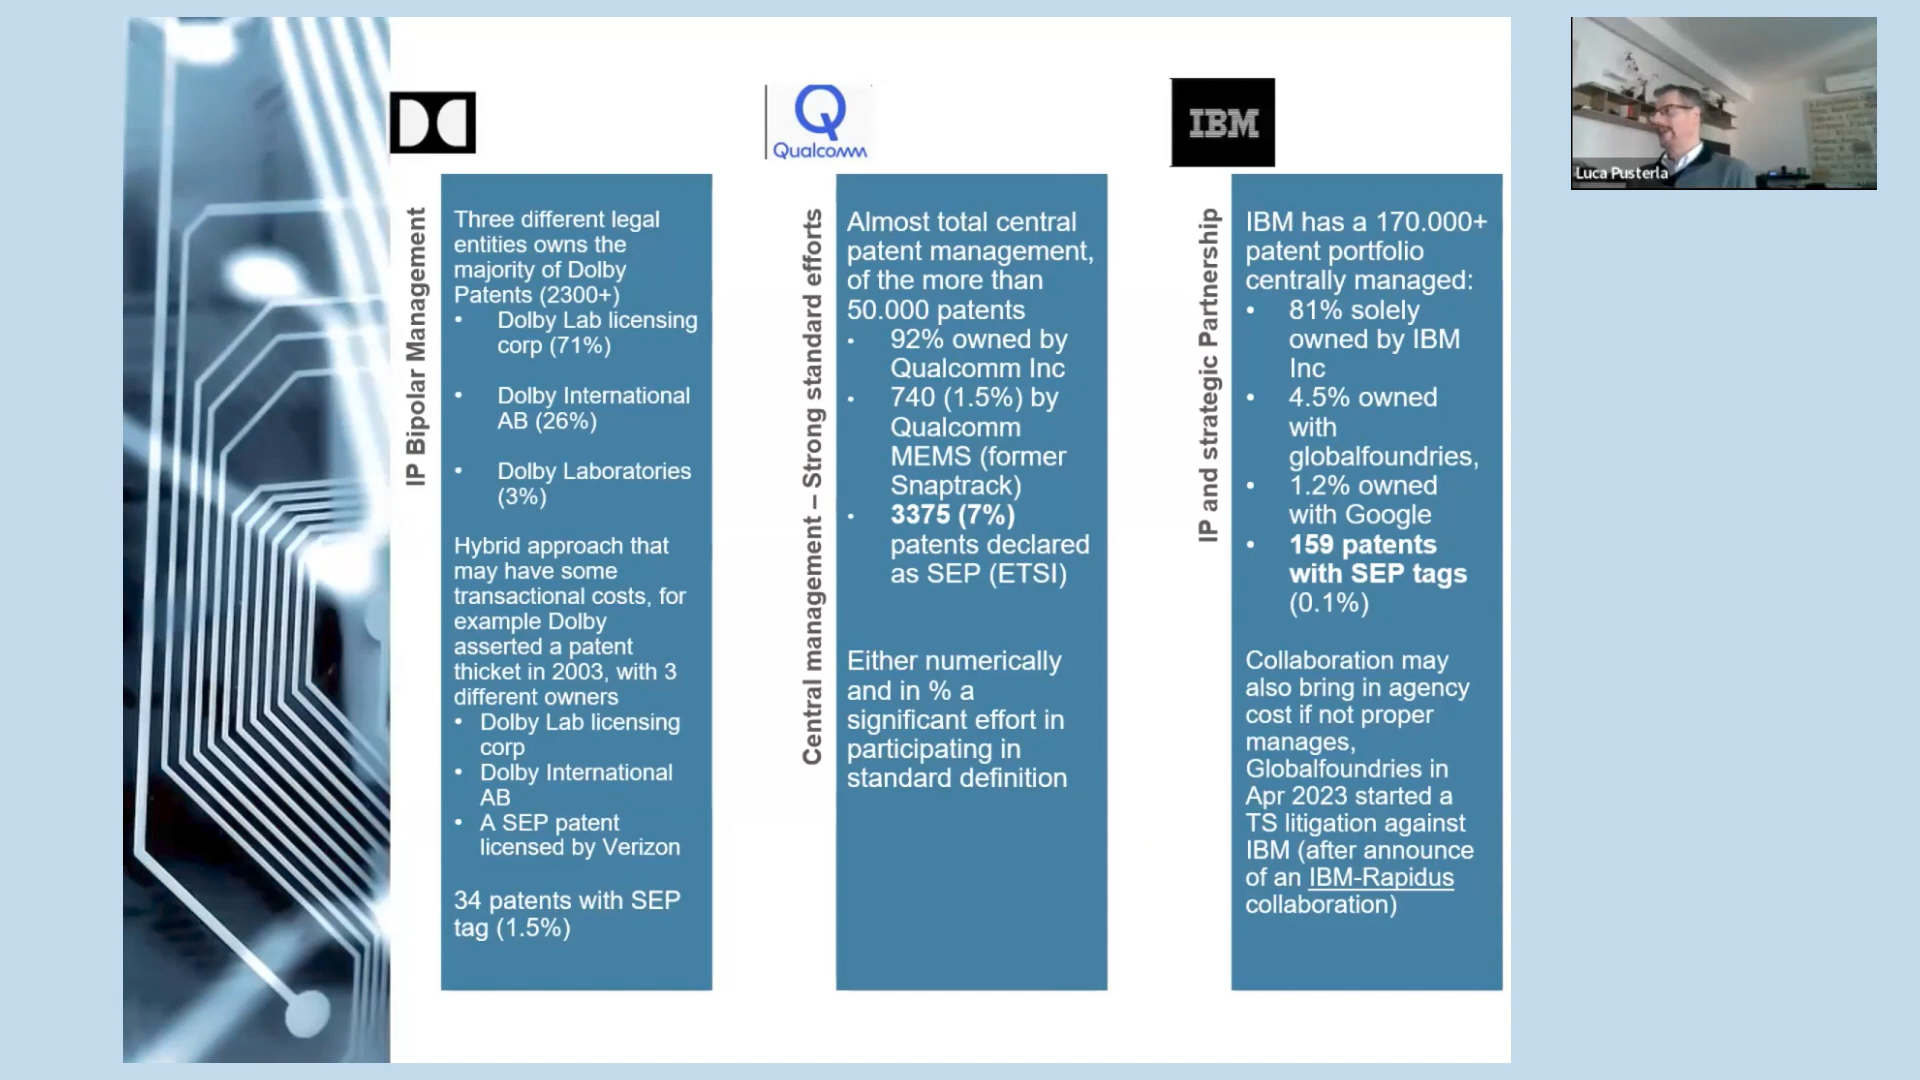 IP Bipolar Management
Three different legal
entities owns the
majority of Dolby
Patents (2300+)
• Dolby Lab licensing
corp (71%)
• Dolby International
AB (26%)
• Dolby Laboratories
(3%)
Hybrid approach that
may have some
transactional costs, for
example Dolby
asserted a patent
thicket in 2003, with 3
different owners
• Dolby Lab licensing
corp
• Dolby International
AB
• A SEP patent
licensed by Verizon
34 patents with SEP
tag (1.5%)
Qualcomm
Central management – Strong standard efforts
Almost total central
patent management,
of the more than
50.000 patents
• 92% owned by
Qualcomm Inc
• 740 (1.5%) by
Qualcomm
MEMS (former
Snaptrack)
• 3375 (7%)
patents declared
as SEP (ETSI)
Either numerically
and in % a
significant effort in
participating in
standard definition
IBM
IP and strategic Partnership
IBM has a 170.000+
patent portfolio
centrally managed:
• 81% solely
owned by IBM
Inc
• 4.5% owned
with
globalfoundries,
• 1.2% owned
with Google
• 159 patents
with SEP tags
(0.1%)
Collaboration may
also bring in agency
cost if not proper
manages,
Globalfoundries in
Apr 2023 started a
TS litigation against
IBM (after announce
of an IBM-Rapidus
collaboration)
Luca Pusterla